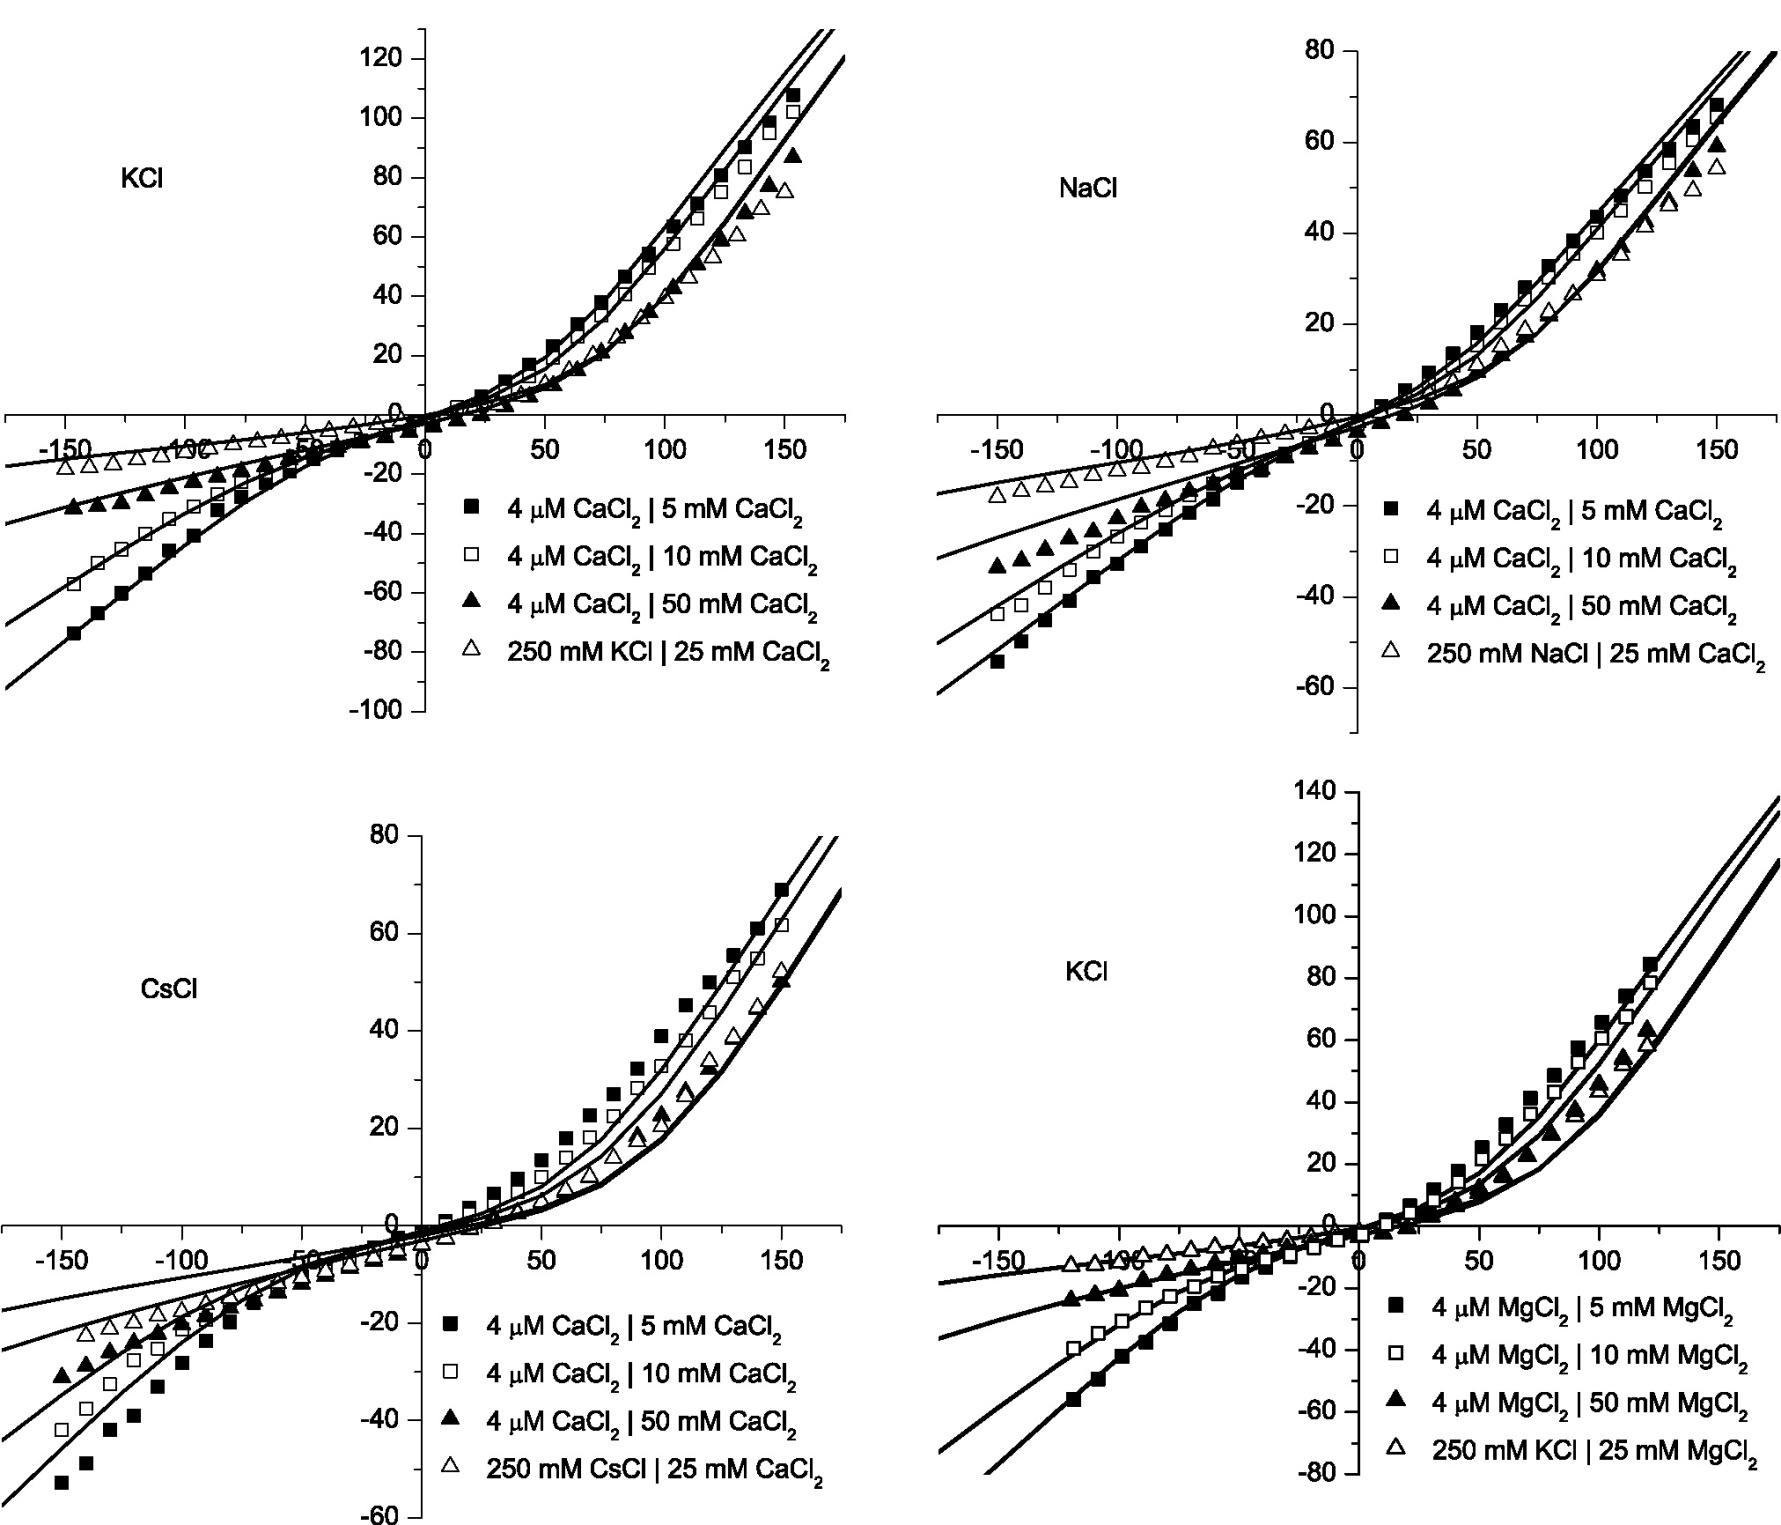 KCl
120
100
80
60
40
20
0
-20
-40
-60
-80
-100
-150 -100 -50 0 50 100 150
■ 4 μM CaCl₂ | 5 mM CaCl₂
□ 4 μM CaCl₂ | 10 mM CaCl₂
▲ 4 μM CaCl₂ | 50 mM CaCl₂
△ 250 mM KCl | 25 mM CaCl₂
NaCl
80
60
40
20
0
-20
-40
-60
-150 -100 -50 0 50 100 150
■ 4 μM CaCl₂ | 5 mM CaCl₂
□ 4 μM CaCl₂ | 10 mM CaCl₂
▲ 4 μM CaCl₂ | 50 mM CaCl₂
△ 250 mM NaCl | 25 mM CaCl₂
CsCl
80
60
40
20
0
-20
-40
-60
-150 -100 -50 0 50 100 150
■ 4 μM CaCl₂ | 5 mM CaCl₂
□ 4 μM CaCl₂ | 10 mM CaCl₂
▲ 4 μM CaCl₂ | 50 mM CaCl₂
△ 250 mM CsCl | 25 mM CaCl₂
KCl
140
120
100
80
60
40
20
0
-20
-40
-60
-80
-150 -100 -50 0 50 100 150
■ 4 μM MgCl₂ | 5 mM MgCl₂
□ 4 μM MgCl₂ | 10 mM MgCl₂
▲ 4 μM MgCl₂ | 50 mM MgCl₂
△ 250 mM KCl | 25 mM MgCl₂